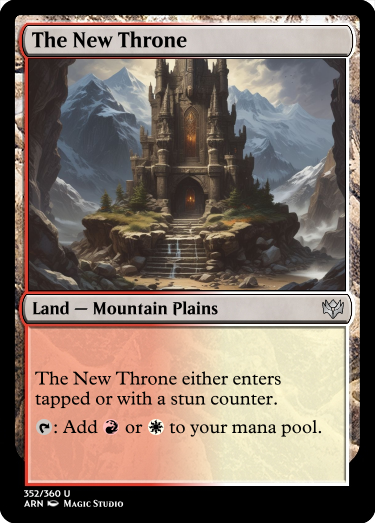 The New Throne
Land — Mountain Plains
The New Throne either enters
tapped or with a stun counter.
: Add or to your mana pool.
352/360 U
ARN Magic Studio